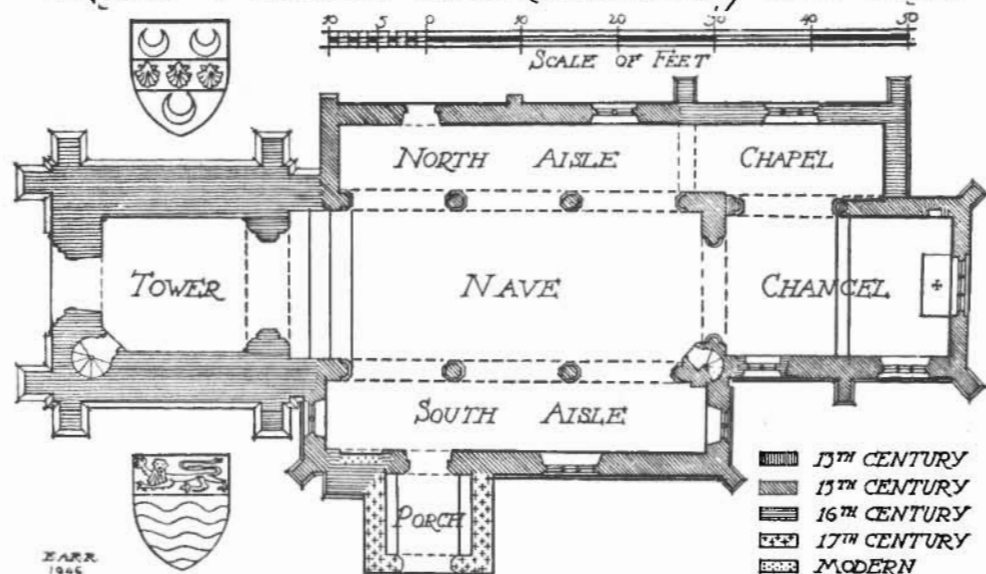 10 5 0 10 20 30 40 50
SCALE OF FEET
NORTH AISLE CHAPEL
TOWER NAVE CHANCEL
SOUTH AISLE
PORCH
13TH CENTURY
15TH CENTURY
16TH CENTURY
17TH CENTURY
MODERN
EARR
1946